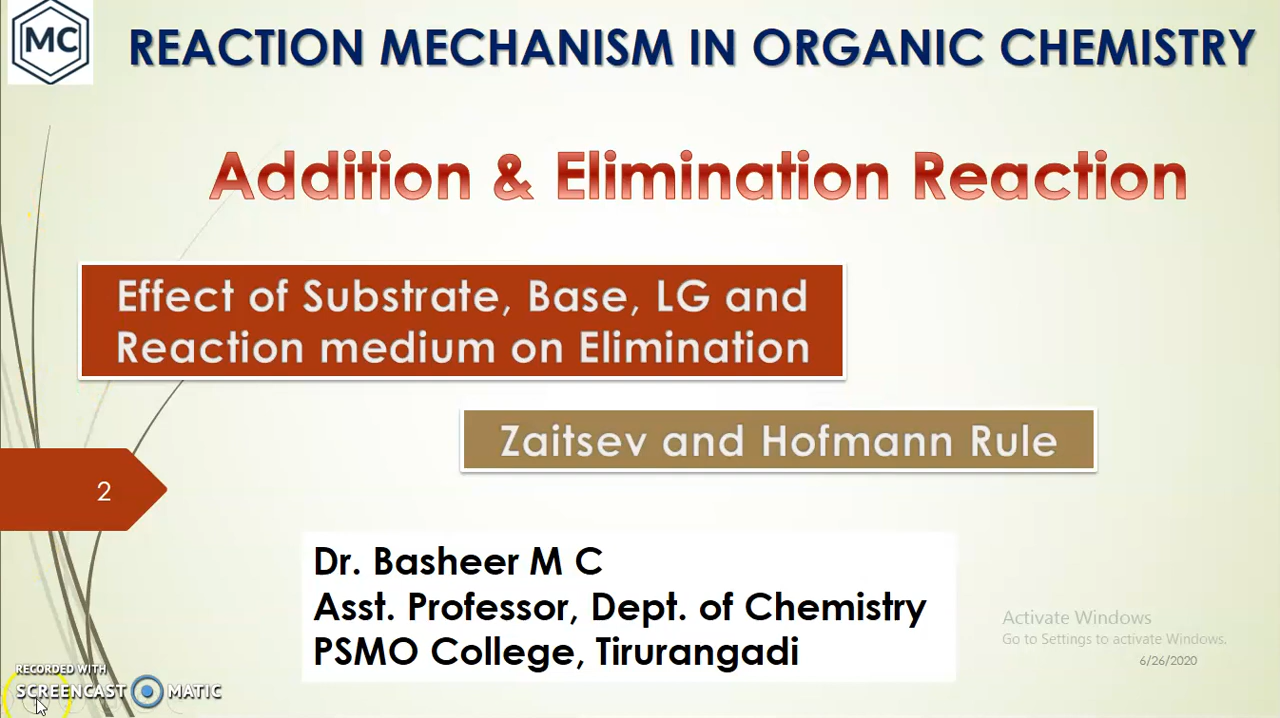 MC
REACTION MECHANISM IN ORGANIC CHEMISTRY
Addition & Elimination Reaction
Effect of Substrate, Base, LG and
Reaction medium on Elimination
Zaitsev and Hofmann Rule
2
Dr. Basheer M C
Asst. Professor, Dept. of Chemistry
PSMO College, Tirurangadi
Activate Windows
Go to Settings to activate Windows.
6/26/2020
RECORDED WITH
SCREENCAST MATIC